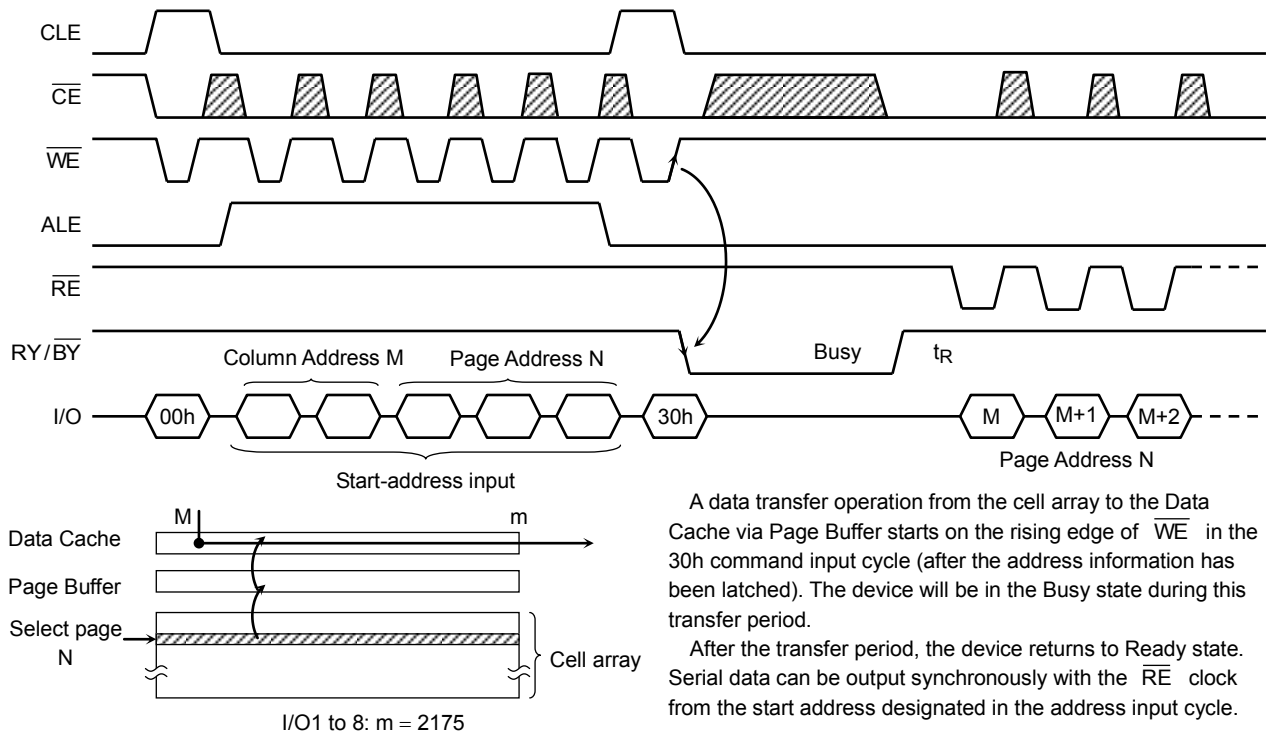 CLE
CE
WE
ALE
RE
RY/BY
Column Address M
Page Address N
Busy
tR
I/O
00h
30h
M
M+1
M+2
Start-address input
Page Address N
M
m
Data Cache
Page Buffer
Select page
N
Cell array
I/O1 to 8: m = 2175
A data transfer operation from the cell array to the Data
Cache via Page Buffer starts on the rising edge of WE in the
30h command input cycle (after the address information has
been latched). The device will be in the Busy state during this
transfer period.
After the transfer period, the device returns to Ready state.
Serial data can be output synchronously with the RE clock
from the start address designated in the address input cycle.